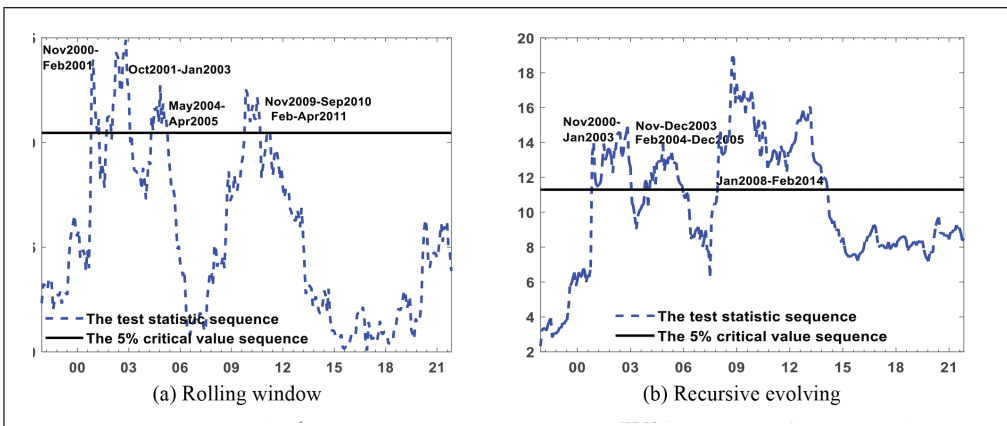 Nov2000-
Feb2001
Oct2001-Jan2003
May2004-
Apr2005
Nov2009-Sep2010
Feb-Apr2011
The test statistic sequence
The 5% critical value sequence
00 03 06 09 12 15 18 21
(a) Rolling window
20
18
16
14
12
10
8
6
4
2
Nov2000-
Jan2003
Nov-Dec2003
Feb2004-Dec2005
Jan2008-Feb2014
The test statistic sequence
The 5% critical value sequence
00 03 06 09 12 15 18 21
(b) Recursive evolving